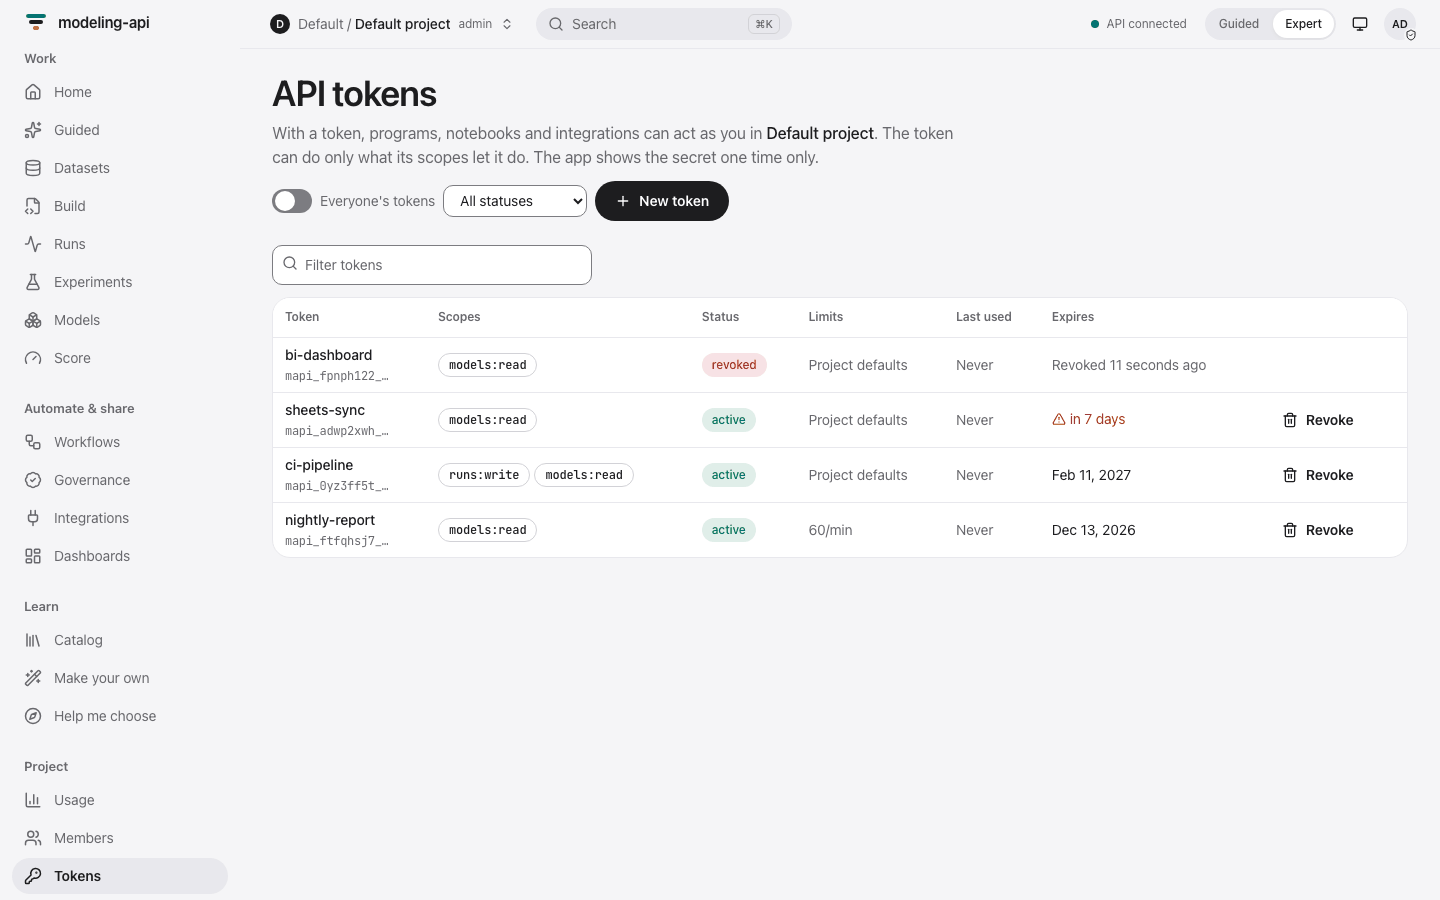 modeling-api
D Default / Default project admin
Search ⌘K
API connected
Guided Expert
AD
Work
Home
Guided
Datasets
Build
Runs
Experiments
Models
Score
Automate & share
Workflows
Governance
Integrations
Dashboards
Learn
Catalog
Make your own
Help me choose
Project
Usage
Members
Tokens
API tokens
With a token, programs, notebooks and integrations can act as you in Default project. The token
can do only what its scopes let it do. The app shows the secret one time only.
Everyone's tokens All statuses New token
Filter tokens
Token Scopes Status Limits Last used Expires
bi-dashboard
mapi_fpnph122_… models:read revoked Project defaults Never Revoked 11 seconds ago
sheets-sync
mapi_adwp2xwh_… models:read active Project defaults Never in 7 days Revoke
ci-pipeline
mapi_0yz3ff5t_… runs:write models:read active Project defaults Never Feb 11, 2027 Revoke
nightly-report
mapi_ftfqhsj7_… models:read active 60/min Never Dec 13, 2026 Revoke